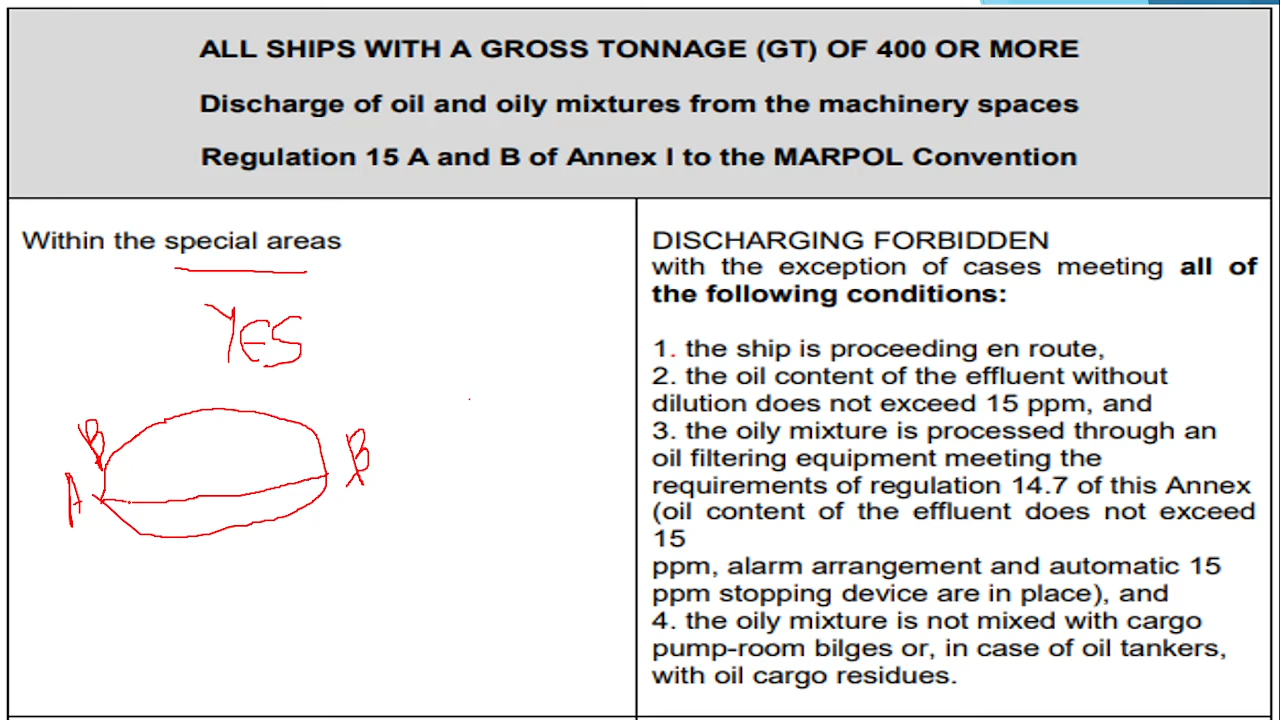 ALL SHIPS WITH A GROSS TONNAGE (GT) OF 400 OR MORE
Discharge of oil and oily mixtures from the machinery spaces
Regulation 15 A and B of Annex I to the MARPOL Convention
Within the special areas
YES
B
A
B
DISCHARGING FORBIDDEN
with the exception of cases meeting all of
the following conditions:
1. the ship is proceeding en route,
2. the oil content of the effluent without
dilution does not exceed 15 ppm, and
3. the oily mixture is processed through an
oil filtering equipment meeting the
requirements of regulation 14.7 of this Annex
(oil content of the effluent does not exceed
15
ppm, alarm arrangement and automatic 15
ppm stopping device are in place), and
4. the oily mixture is not mixed with cargo
pump-room bilges or, in case of oil tankers,
with oil cargo residues.